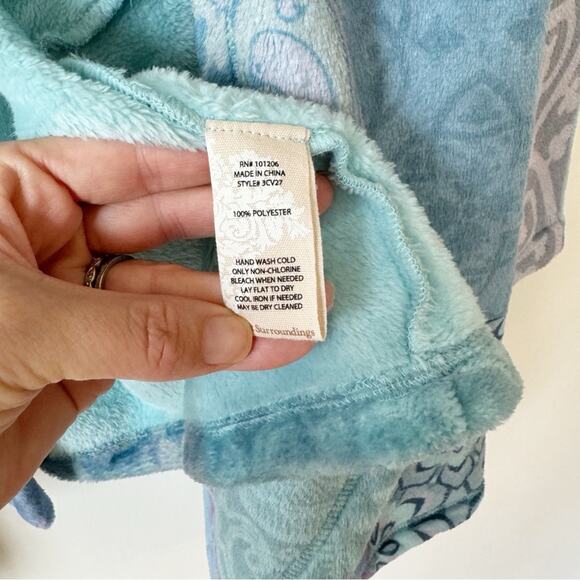 RN# 101206
MADE IN CHINA
STYLE# 3CV27
100% POLYESTER
HAND WASH COLD
ONLY NON-CHLORINE
BLEACH WHEN NEEDED
LAY FLAT TO DRY
COOL IRON IF NEEDED
MAY BE DRY CLEANED
Surroundings